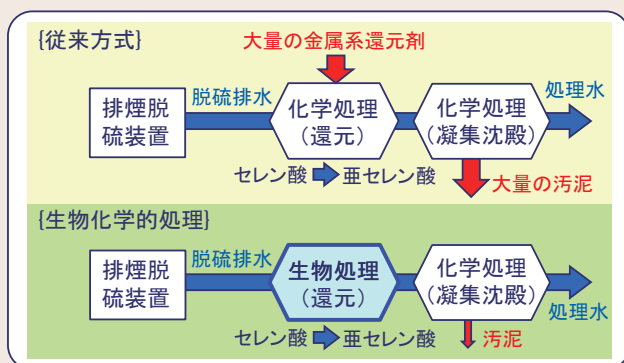 {従来方式}
大量の金属系還元剤
排煙脱
硫装置
脱硫排水
化学処理
(還元)
化学処理
(凝集沈殿)
処理水
セレン酸
亜セレン酸
大量の汚泥
{生物化学的処理}
排煙脱
硫装置
脱硫排水
生物処理
(還元)
化学処理
(凝集沈殿)
処理水
セレン酸
亜セレン酸
汚泥